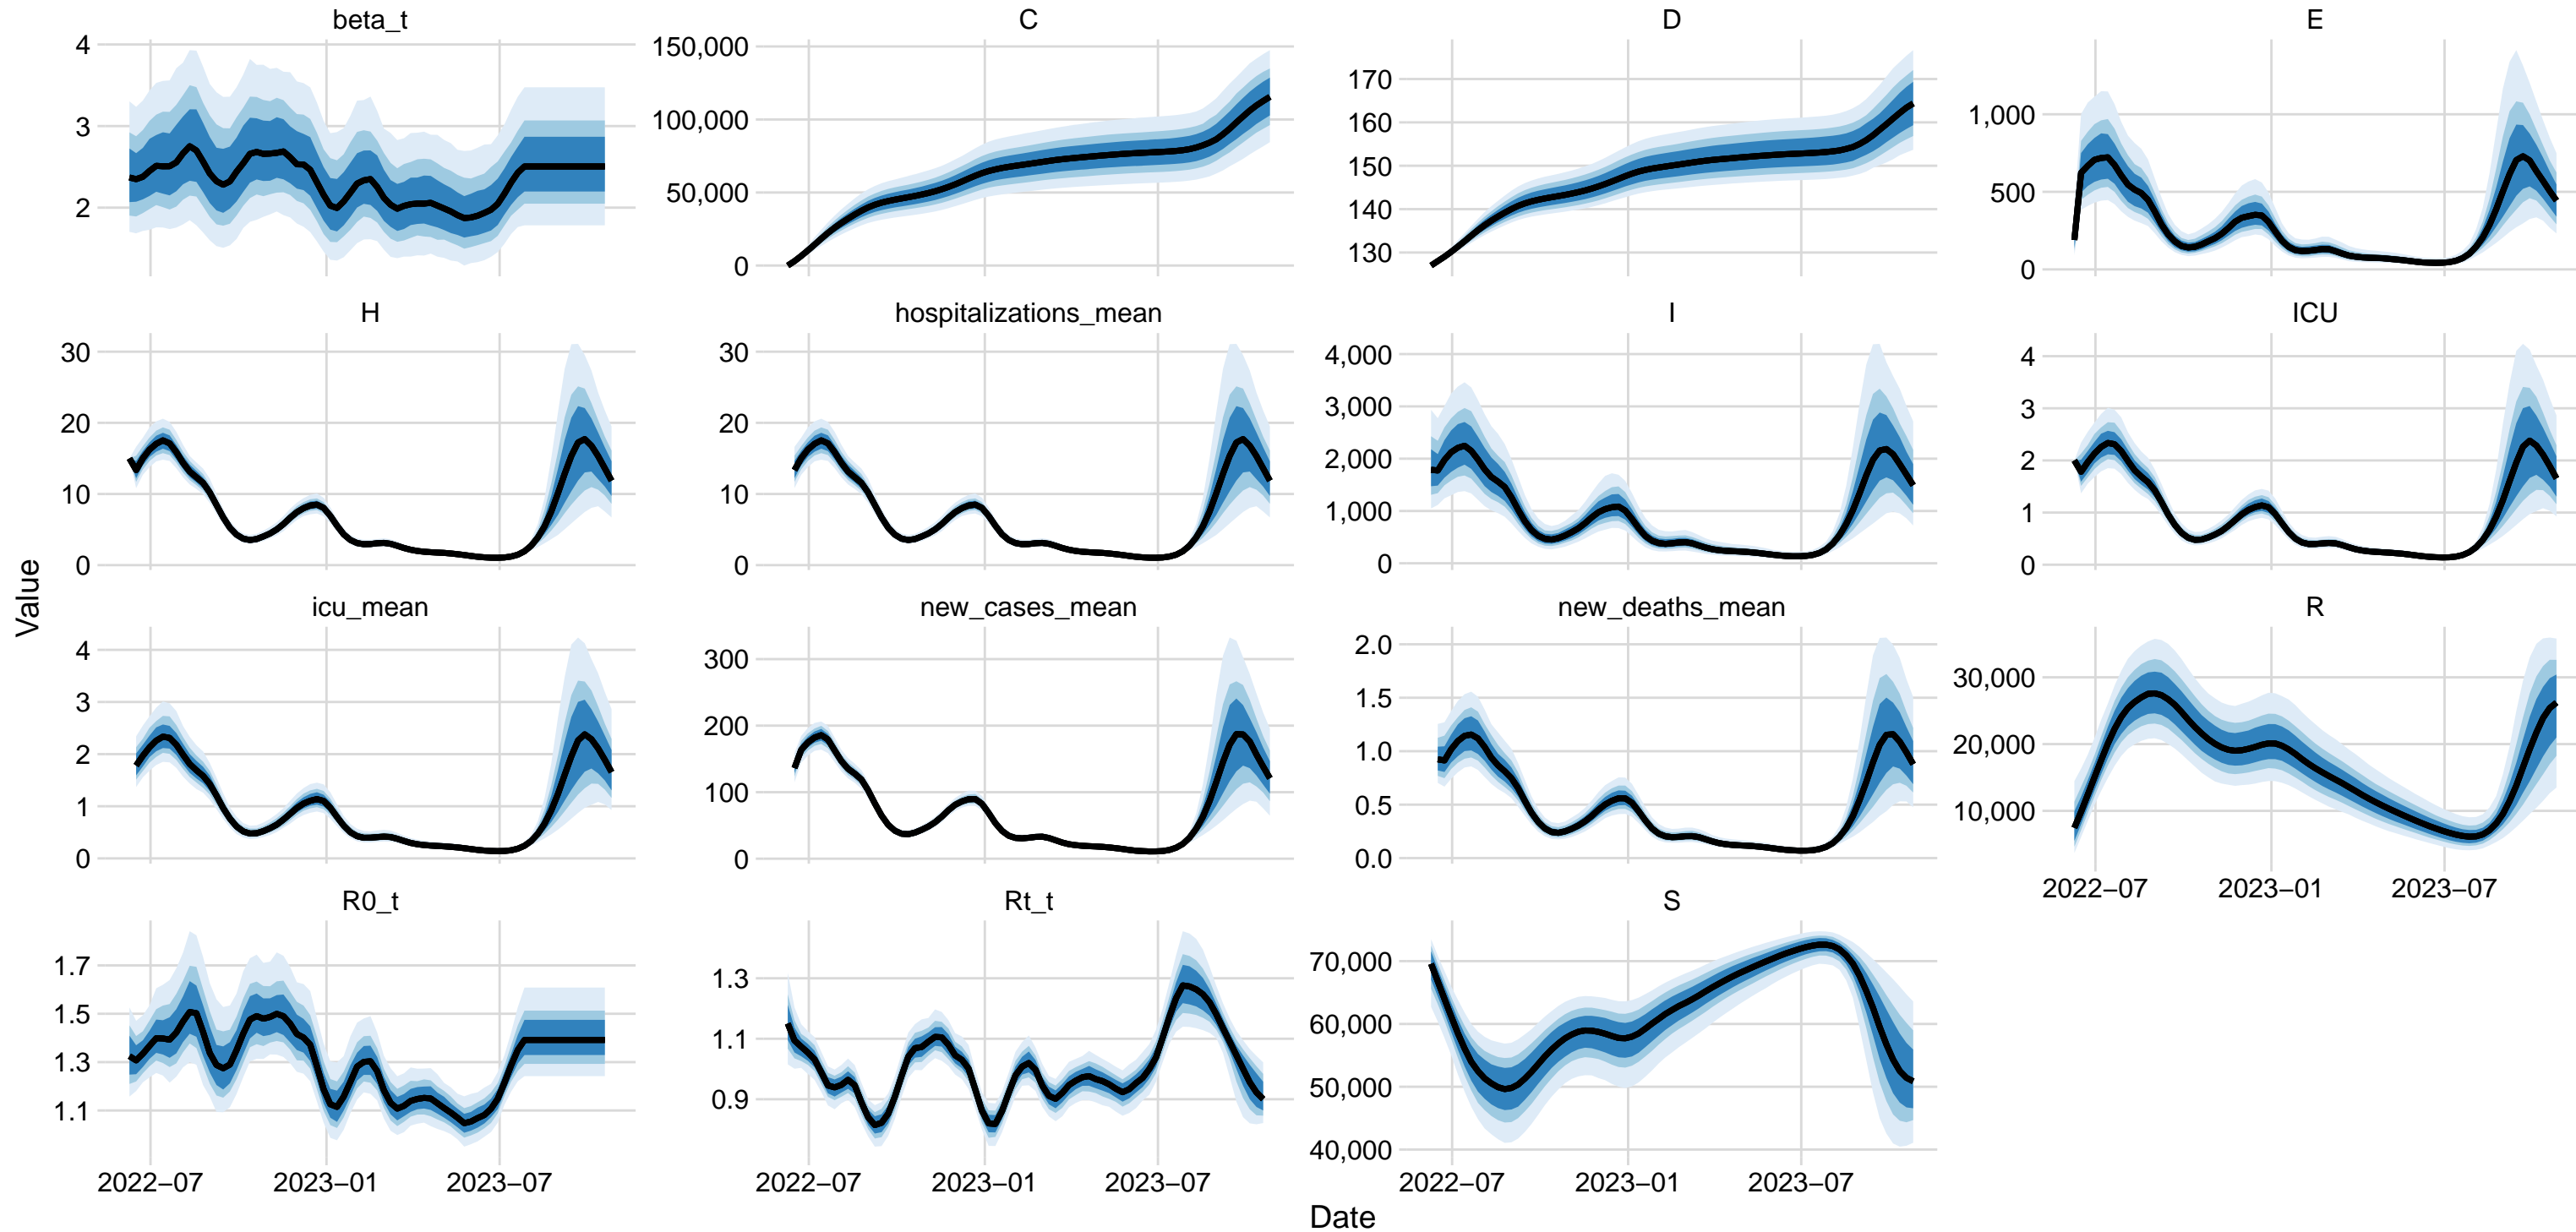 beta_t
4
3
2
C
150,000
100,000
50,000
0
D
170
160
150
140
130
E
1,000
500
0
H
30
20
10
0
hospitalizations_mean
30
20
10
0
I
4,000
3,000
2,000
1,000
0
ICU
4
3
2
1
0
icu_mean
4
3
2
1
0
new_cases_mean
300
200
100
0
new_deaths_mean
2.0
1.5
1.0
0.5
0.0
R
30,000
20,000
10,000
2022−07 2023−01 2023−07
R0_t
1.7
1.5
1.3
1.1
2022−07 2023−01 2023−07
Rt_t
1.3
1.1
0.9
2022−07 2023−01 2023−07
S
70,000
60,000
50,000
40,000
2022−07 2023−01 2023−07
Value
Date